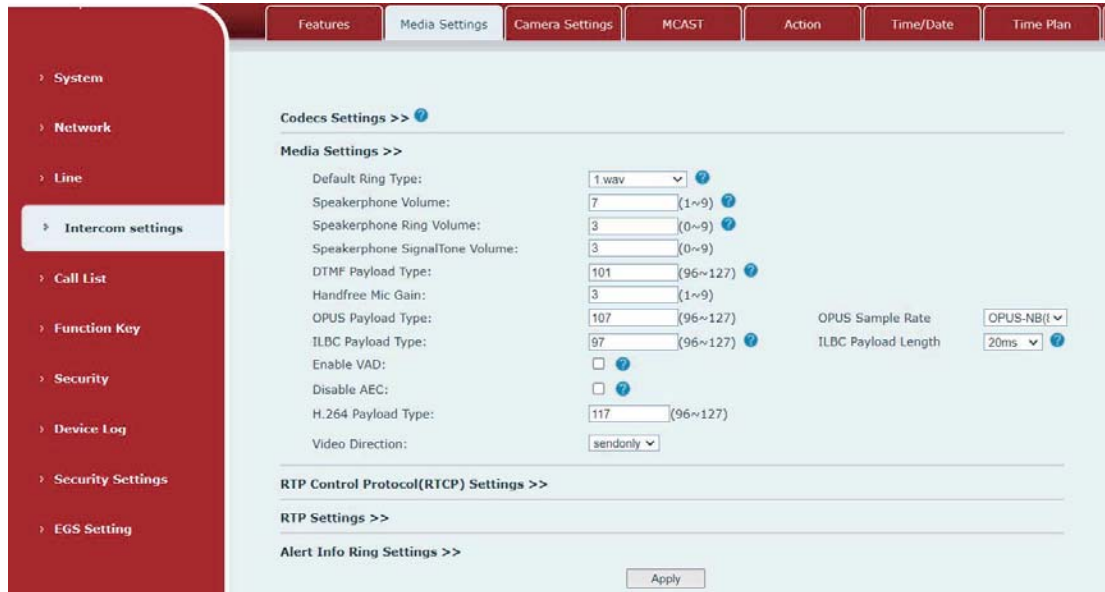 Features Media Settings Camera Settings MCAST Action Time/Date Time Plan
› System
› Network
› Line
› Intercom settings
› Call List
› Function Key
› Security
› Device Log
› Security Settings
› EGS Setting
Codecs Settings >> ?
Media Settings >>
Default Ring Type: 1.wav ?
Speakerphone Volume: 7 (1~9) ?
Speakerphone Ring Volume: 3 (0~9) ?
Speakerphone SignalTone Volume: 3 (0~9)
DTMF Payload Type: 101 (96~127) ?
Handfree Mic Gain: 3 (1~9)
OPUS Payload Type: 107 (96~127) OPUS Sample Rate OPUS-NB(
ILBC Payload Type: 97 (96~127) ? ILBC Payload Length 20ms ?
Enable VAD: ?
Disable AEC: ?
H.264 Payload Type: 117 (96~127)
Video Direction: sendonly
RTP Control Protocol(RTCP) Settings >>
RTP Settings >>
Alert Info Ring Settings >>
Apply